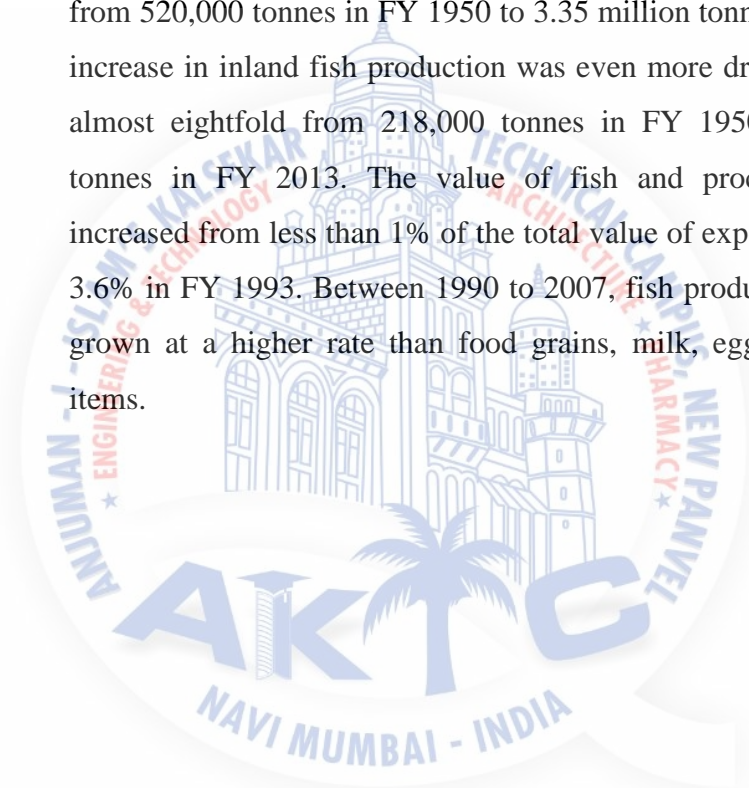 from 520,000 tonnes in FY 1950 to 3.35 million tonn
increase in inland fish production was even more dr
almost eightfold from 218,000 tonnes in FY 195
tonnes in FY 2013. The value of fish and pro
increased from less than 1% of the total value of exp
3.6% in FY 1993. Between 1990 to 2007, fish produ
grown at a higher rate than food grains, milk, egg
items.
ANJUMAN - I - ISLAM'S KALSEKAR TECHNICAL CAMPUS, NEW PANVEL
ENGINEERING & TECHNOLOGY ARCHITECTURE ★ PHARMACY ★
AKTC
NAVI MUMBAI - INDIA